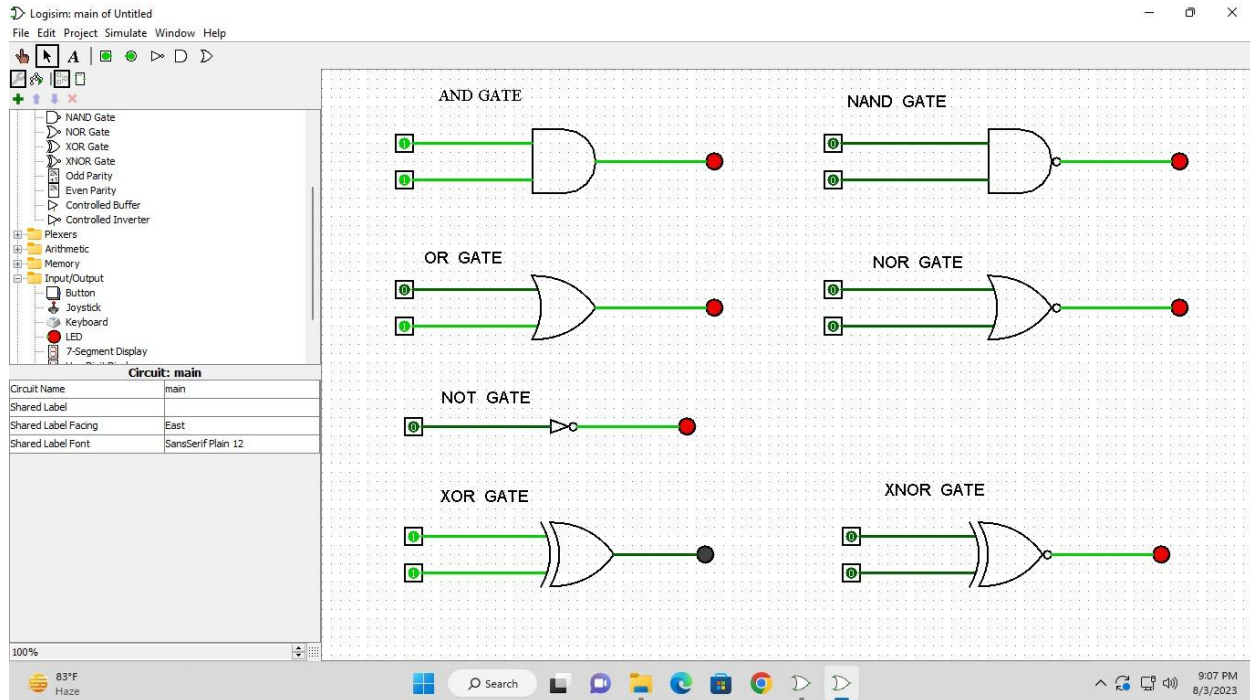 Logisim: main of Untitled
File Edit Project Simulate Window Help
A
NAND Gate
NOR Gate
XOR Gate
XNOR Gate
Odd Parity
Even Parity
Controlled Buffer
Controlled Inverter
Plexers
Arithmetic
Memory
Input/Output
Button
Joystick
Keyboard
LED
7-Segment Display
Circuit: main
Circuit Name main
Shared Label
Shared Label Facing East
Shared Label Font SansSerif Plain 12
100%
AND GATE
1
1
NAND GATE
0
0
OR GATE
0
1
NOR GATE
0
0
NOT GATE
0
XOR GATE
1
1
XNOR GATE
0
0
83°F
Haze
Search
9:07 PM
8/3/2023